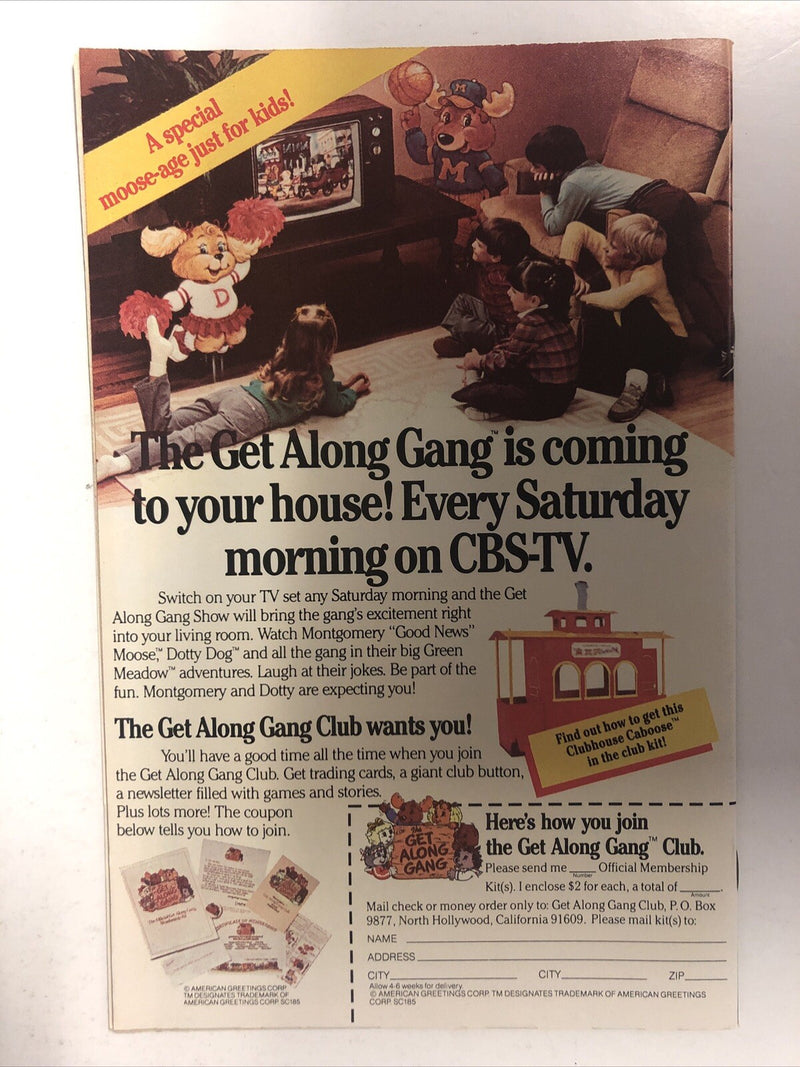 A special
moose-age just for kids!
M
M
D
The Get Along Gang™ is coming
to your house! Every Saturday
morning on CBS-TV.
Switch on your TV set any Saturday morning and the Get
Along Gang Show will bring the gang's excitement right
into your living room. Watch Montgomery “Good News”
Moose,™ Dotty Dog™ and all the gang in their big Green
Meadow™ adventures. Laugh at their jokes. Be part of the
fun. Montgomery and Dotty are expecting you!
Find out how to get this
Clubhouse Caboose™
in the club kit!
The Get Along Gang Club wants you!
You'll have a good time all the time when you join
the Get Along Gang Club. Get trading cards, a giant club button,
a newsletter filled with games and stories.
Plus lots more! The coupon
below tells you how to join.
© AMERICAN GREETINGS CORP.
TM DESIGNATES TRADEMARK OF
AMERICAN GREETINGS CORP. SC185
The
GET
ALONG
GANG
Here's how you join
the Get Along Gang™ Club.
Please send me ____ Official Membership
Number
Kit(s). I enclose $2 for each, a total of ______.
Amount
Mail check or money order only to: Get Along Gang Club, P.O. Box
9877, North Hollywood, California 91609. Please mail kit(s) to:
NAME
ADDRESS
CITY CITY ZIP
Allow 4-6 weeks for delivery.
© AMERICAN GREETINGS CORP. TM DESIGNATES TRADEMARK OF AMERICAN GREETINGS
CORP. SC185